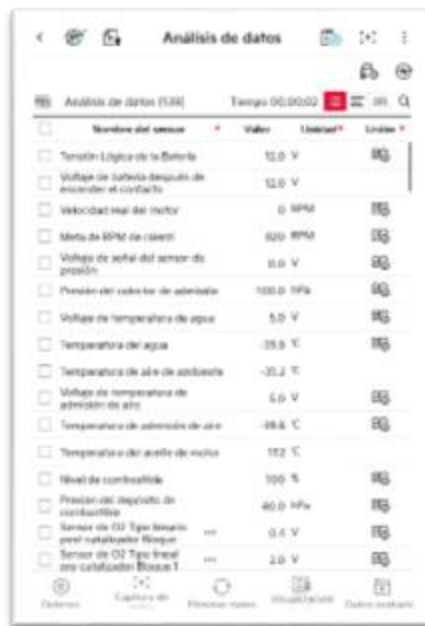 Análisis de datos
Análisis de datos (138)   Tiempo 00:00:02
Nombre del sensor   Valor   Unidad
Tensión Lógica de la Batería   12.0 V
Voltaje de batería después de
encender el contacto   12.0 V
Velocidad real del motor   0 RPM
Meta de RPM de ralentí   820 RPM
Voltaje de señal del sensor de
presión   0.0 V
Presión del colector de admisión   100.0 hPa
Voltaje de temperatura de agua   5.0 V
Temperatura del agua   ℃
Temperatura de aire de ambiente   ℃
Voltaje de temperatura de
admisión de aire   5.0 V
Temperatura de admisión de aire   ℃
Temperatura del aceite de motor   ℃
Nivel de combustible   100 %
Presión del depósito de
combustible   hPa
Sensor de O2 Tipo binario
post-catalizador Bloque   ...   0.4 V
Sensor de O2 Tipo lineal
pre-catalizador Bloque 1   ...   2.0 V
Captura de